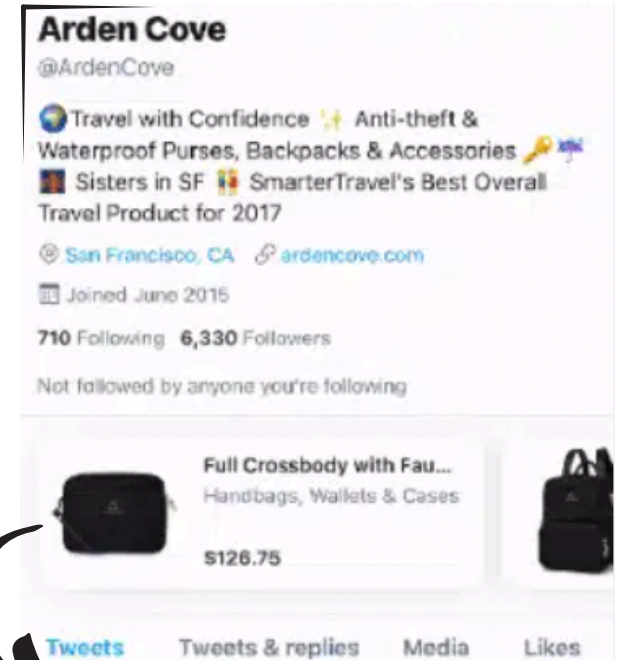 Arden Cove
@ArdenCove
🌍Travel with Confidence ✨ Anti-theft &
Waterproof Purses, Backpacks & Accessories 🔑☔
🌉 Sisters in SF 👭 SmarterTravel's Best Overall
Travel Product for 2017
San Francisco, CA ardencove.com
Joined June 2015
710 Following 6,330 Followers
Not followed by anyone you're following
Full Crossbody with Fau...
Handbags, Wallets & Cases
$126.75
Tweets Tweets & replies Media Likes